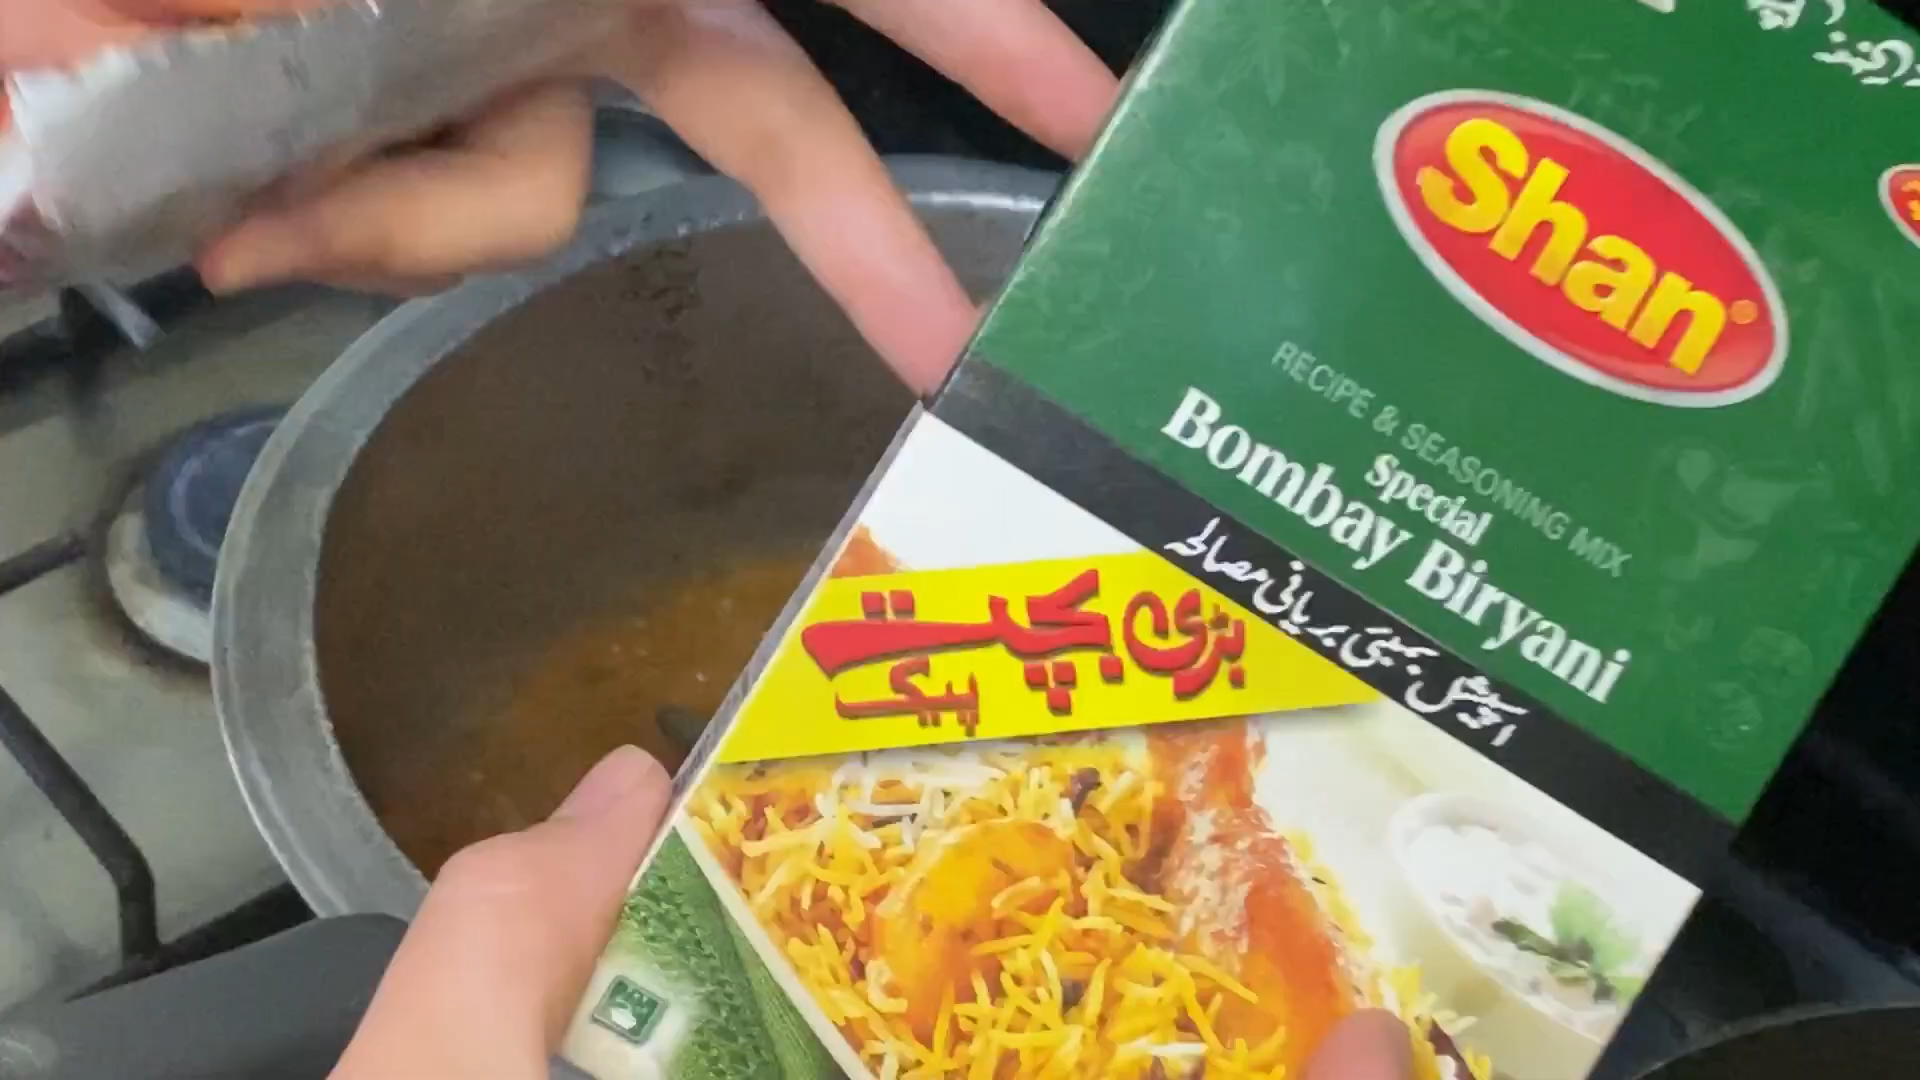 Shan
RECIPE & SEASONING MIX
Special
Bombay Biryani
اسپیشل بمبئی بریانی مصالحہ
بڑی بچت
پیک